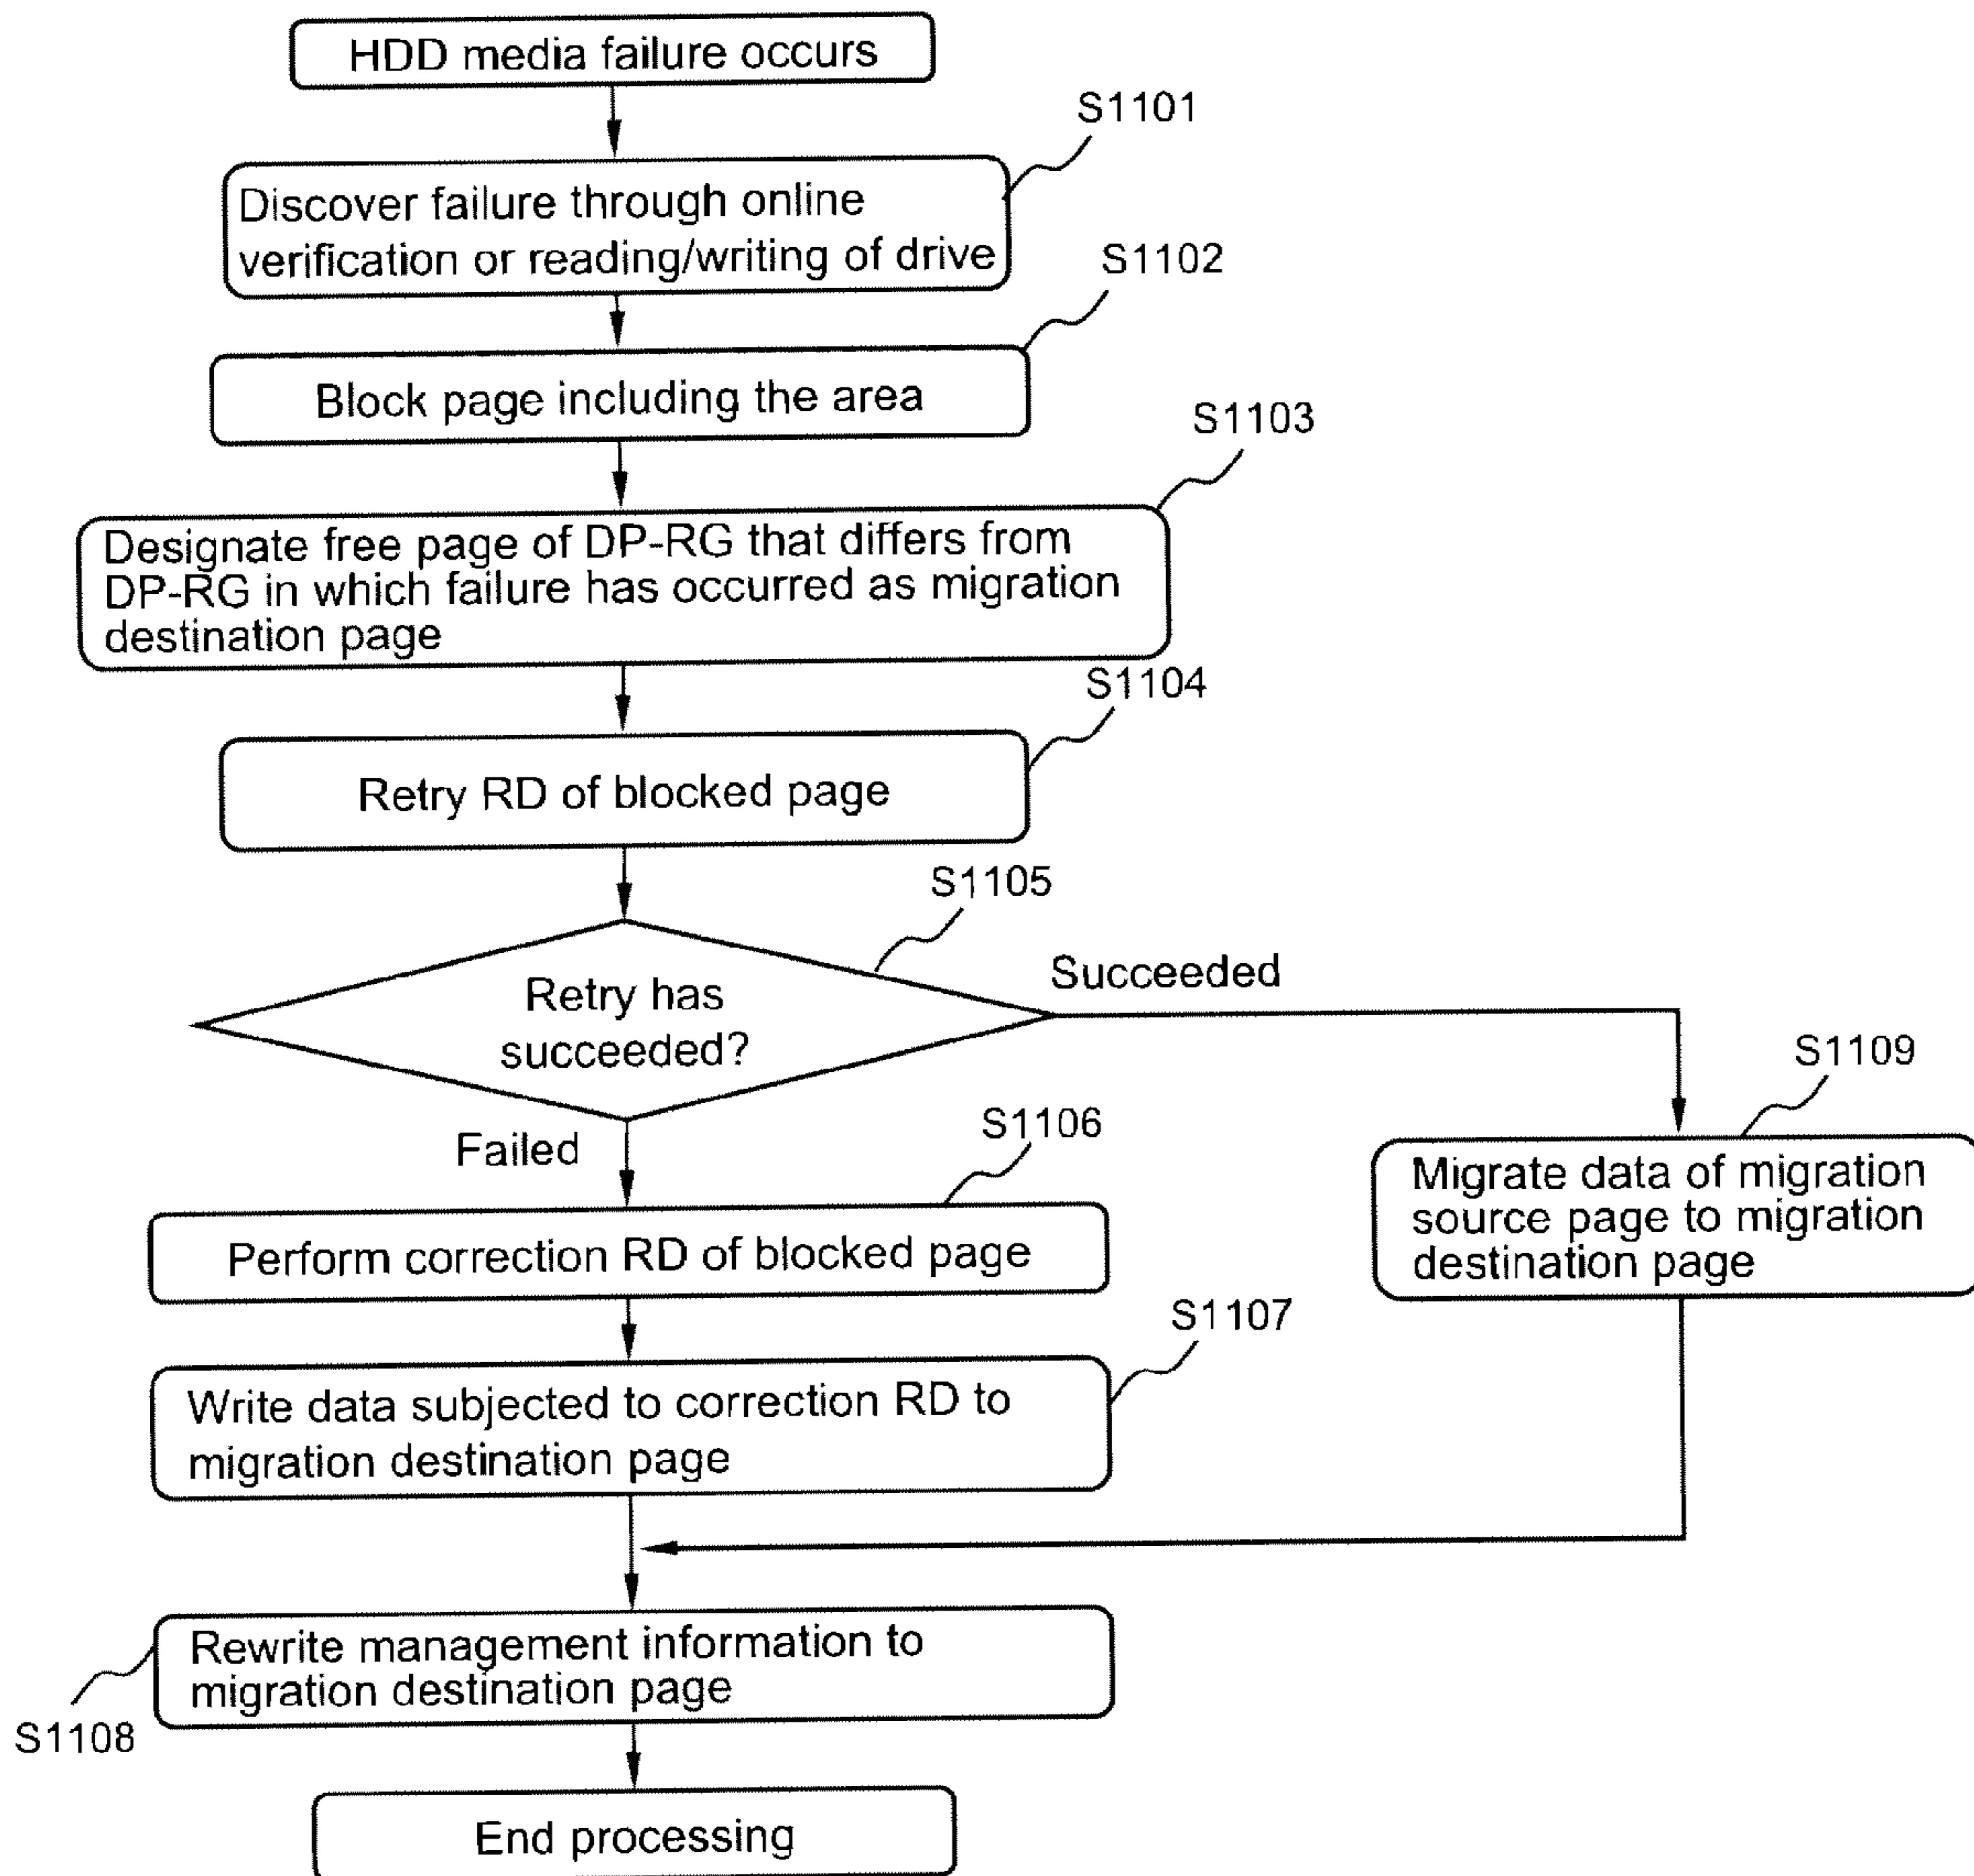 HDD media failure occurs
S1101
Discover failure through online
verification or reading/writing of drive
S1102
Block page including the area
S1103
Designate free page of DP-RG that differs from
DP-RG in which failure has occurred as migration
destination page
S1104
Retry RD of blocked page
S1105
Retry has
succeeded?
Succeeded
Failed
S1106
Perform correction RD of blocked page
S1109
Migrate data of migration
source page to migration
destination page
S1107
Write data subjected to correction RD to
migration destination page
Rewrite management information to
migration destination page
S1108
End processing